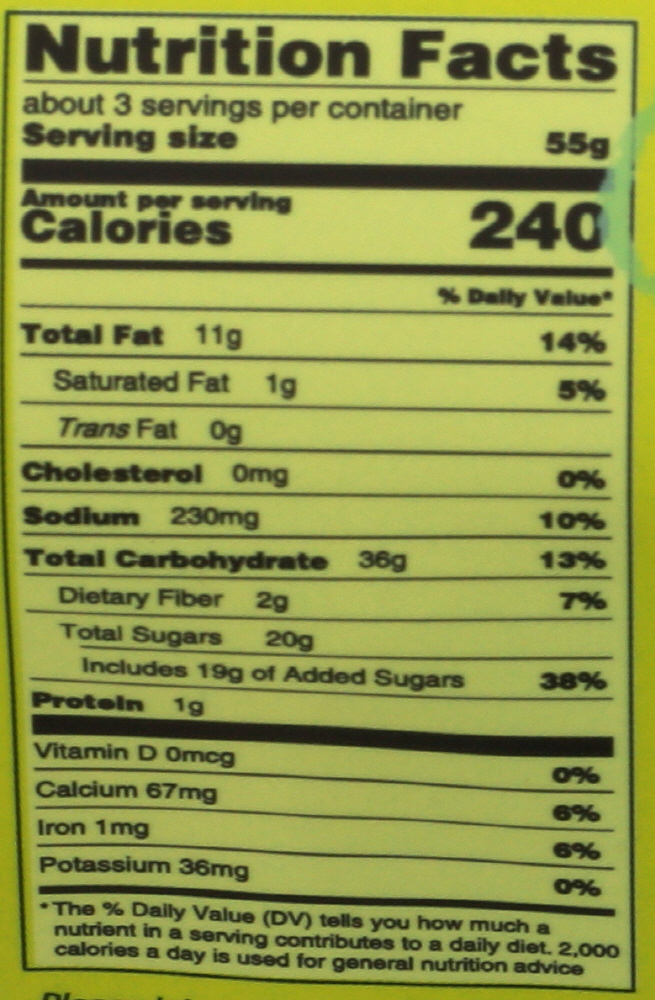 Nutrition Facts
about 3 servings per container
Serving size 55g
Amount per serving
Calories 240
% Daily Value*
Total Fat 11g 14%
Saturated Fat 1g 5%
Trans Fat 0g
Cholesterol 0mg 0%
Sodium 230mg 10%
Total Carbohydrate 36g 13%
Dietary Fiber 2g 7%
Total Sugars 20g
Includes 19g of Added Sugars 38%
Protein 1g
Vitamin D 0mcg 0%
Calcium 67mg 6%
Iron 1mg 6%
Potassium 36mg 0%
*The % Daily Value (DV) tells you how much a
nutrient in a serving contributes to a daily diet. 2,000
calories a day is used for general nutrition advice